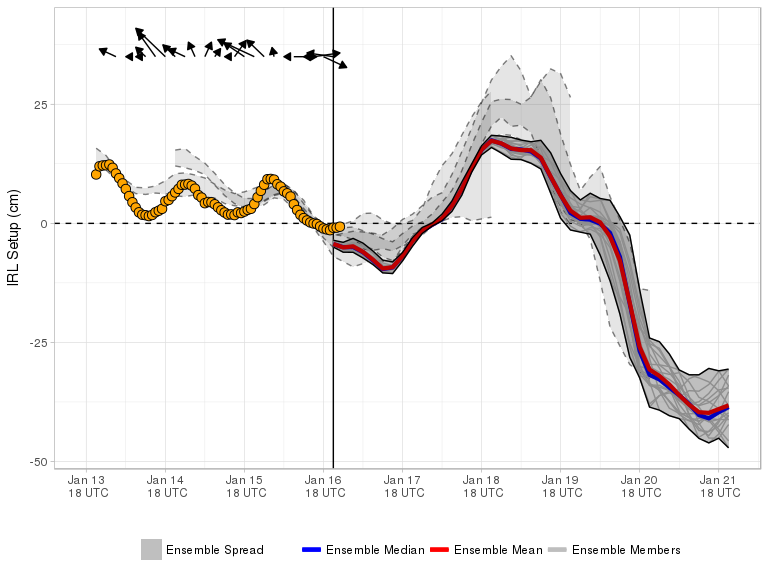 IRL Setup (cm)
25
0
-25
-50
Jan 13 Jan 14 Jan 15 Jan 16 Jan 17 Jan 18 Jan 19 Jan 20 Jan 21
18 UTC 18 UTC 18 UTC 18 UTC 18 UTC 18 UTC 18 UTC 18 UTC 18 UTC
Ensemble Spread Ensemble Median Ensemble Mean Ensemble Members